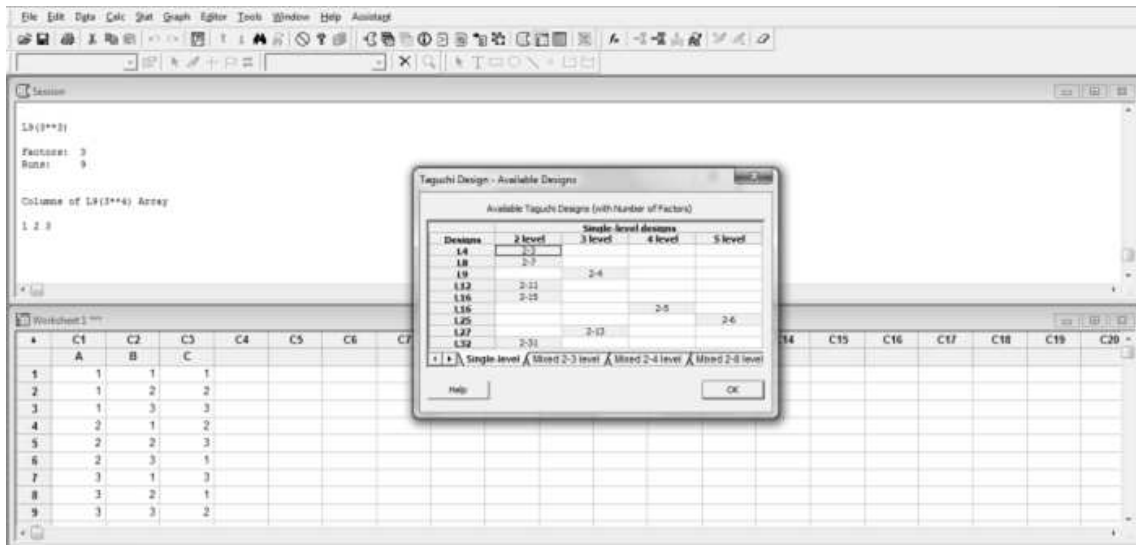 File Edit Data Calc Stat Graph Editor Tools Window Help Assistant
Session
L9(3**3)
Factors: 3
Runs: 9
Columns of L9(3**4) Array
1 2 3
Taguchi Design - Available Designs
Available Taguchi Designs (with Number of Factors)
Single-level designs
Designs 2 level 3 level 4 level 5 level
L4 2-3
L8 2-7
L9 2-4
L12 2-11
L16 2-15
L16 2-5
L25 2-6
L27 2-13
L32 2-31
Single-level Mixed 2-3 level Mixed 2-4 level Mixed 2-8 level
Help OK
Worksheet 1 ***
C1 C2 C3 C4 C5 C6 C7 C14 C15 C16 C17 C18 C19 C20
A B C
1 1 1 1
2 1 2 2
3 1 3 3
4 2 1 2
5 2 2 3
6 2 3 1
7 3 1 3
8 3 2 1
9 3 3 2